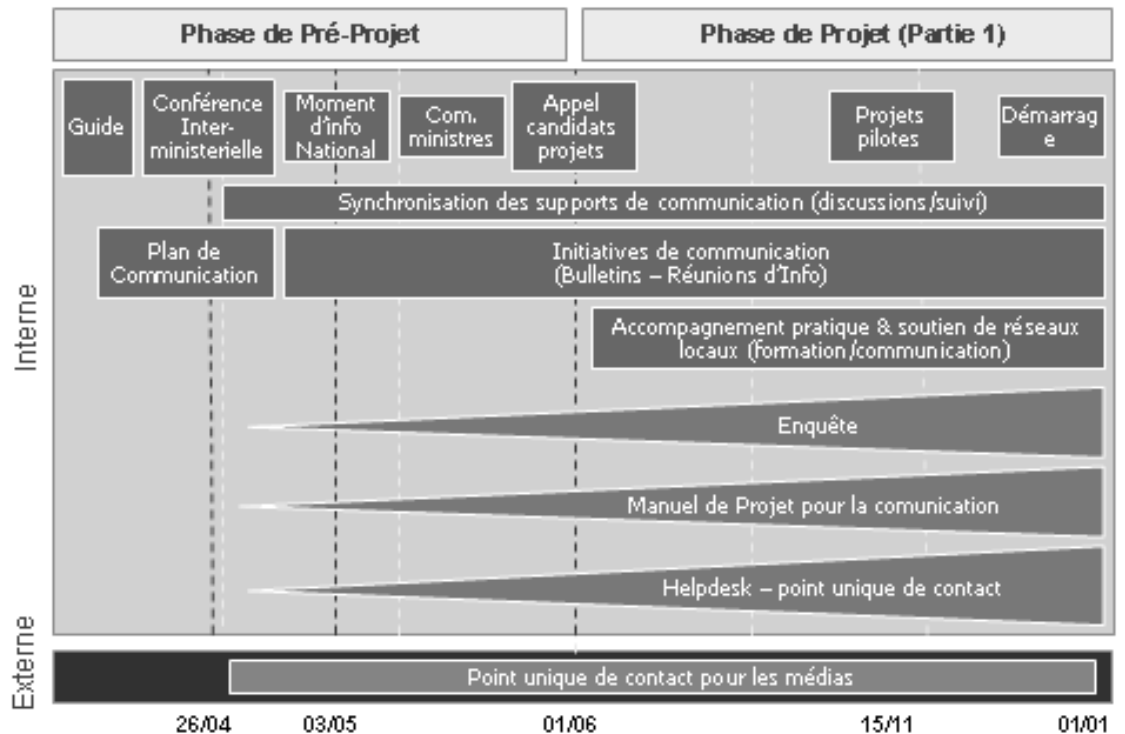 Phase de Pré-Projet
Phase de Projet (Partie 1)
Guide
Conférence
Inter-
ministerielle
Moment
d'info
National
Com.
ministres
Appel
candidats
projets
Projets
pilotes
Démarrag
e
Synchronisation des supports de communication (discussions/suivi)
Plan de
Communication
Initiatives de communication
(Bulletins – Réunions d'Info)
Accompagnement pratique & soutien de réseaux
locaux (formation/communication)
Enquête
Manuel de Projet pour la comunication
Helpdesk – point unique de contact
Interne
Externe
Point unique de contact pour les médias
26/04
03/05
01/06
15/11
01/01